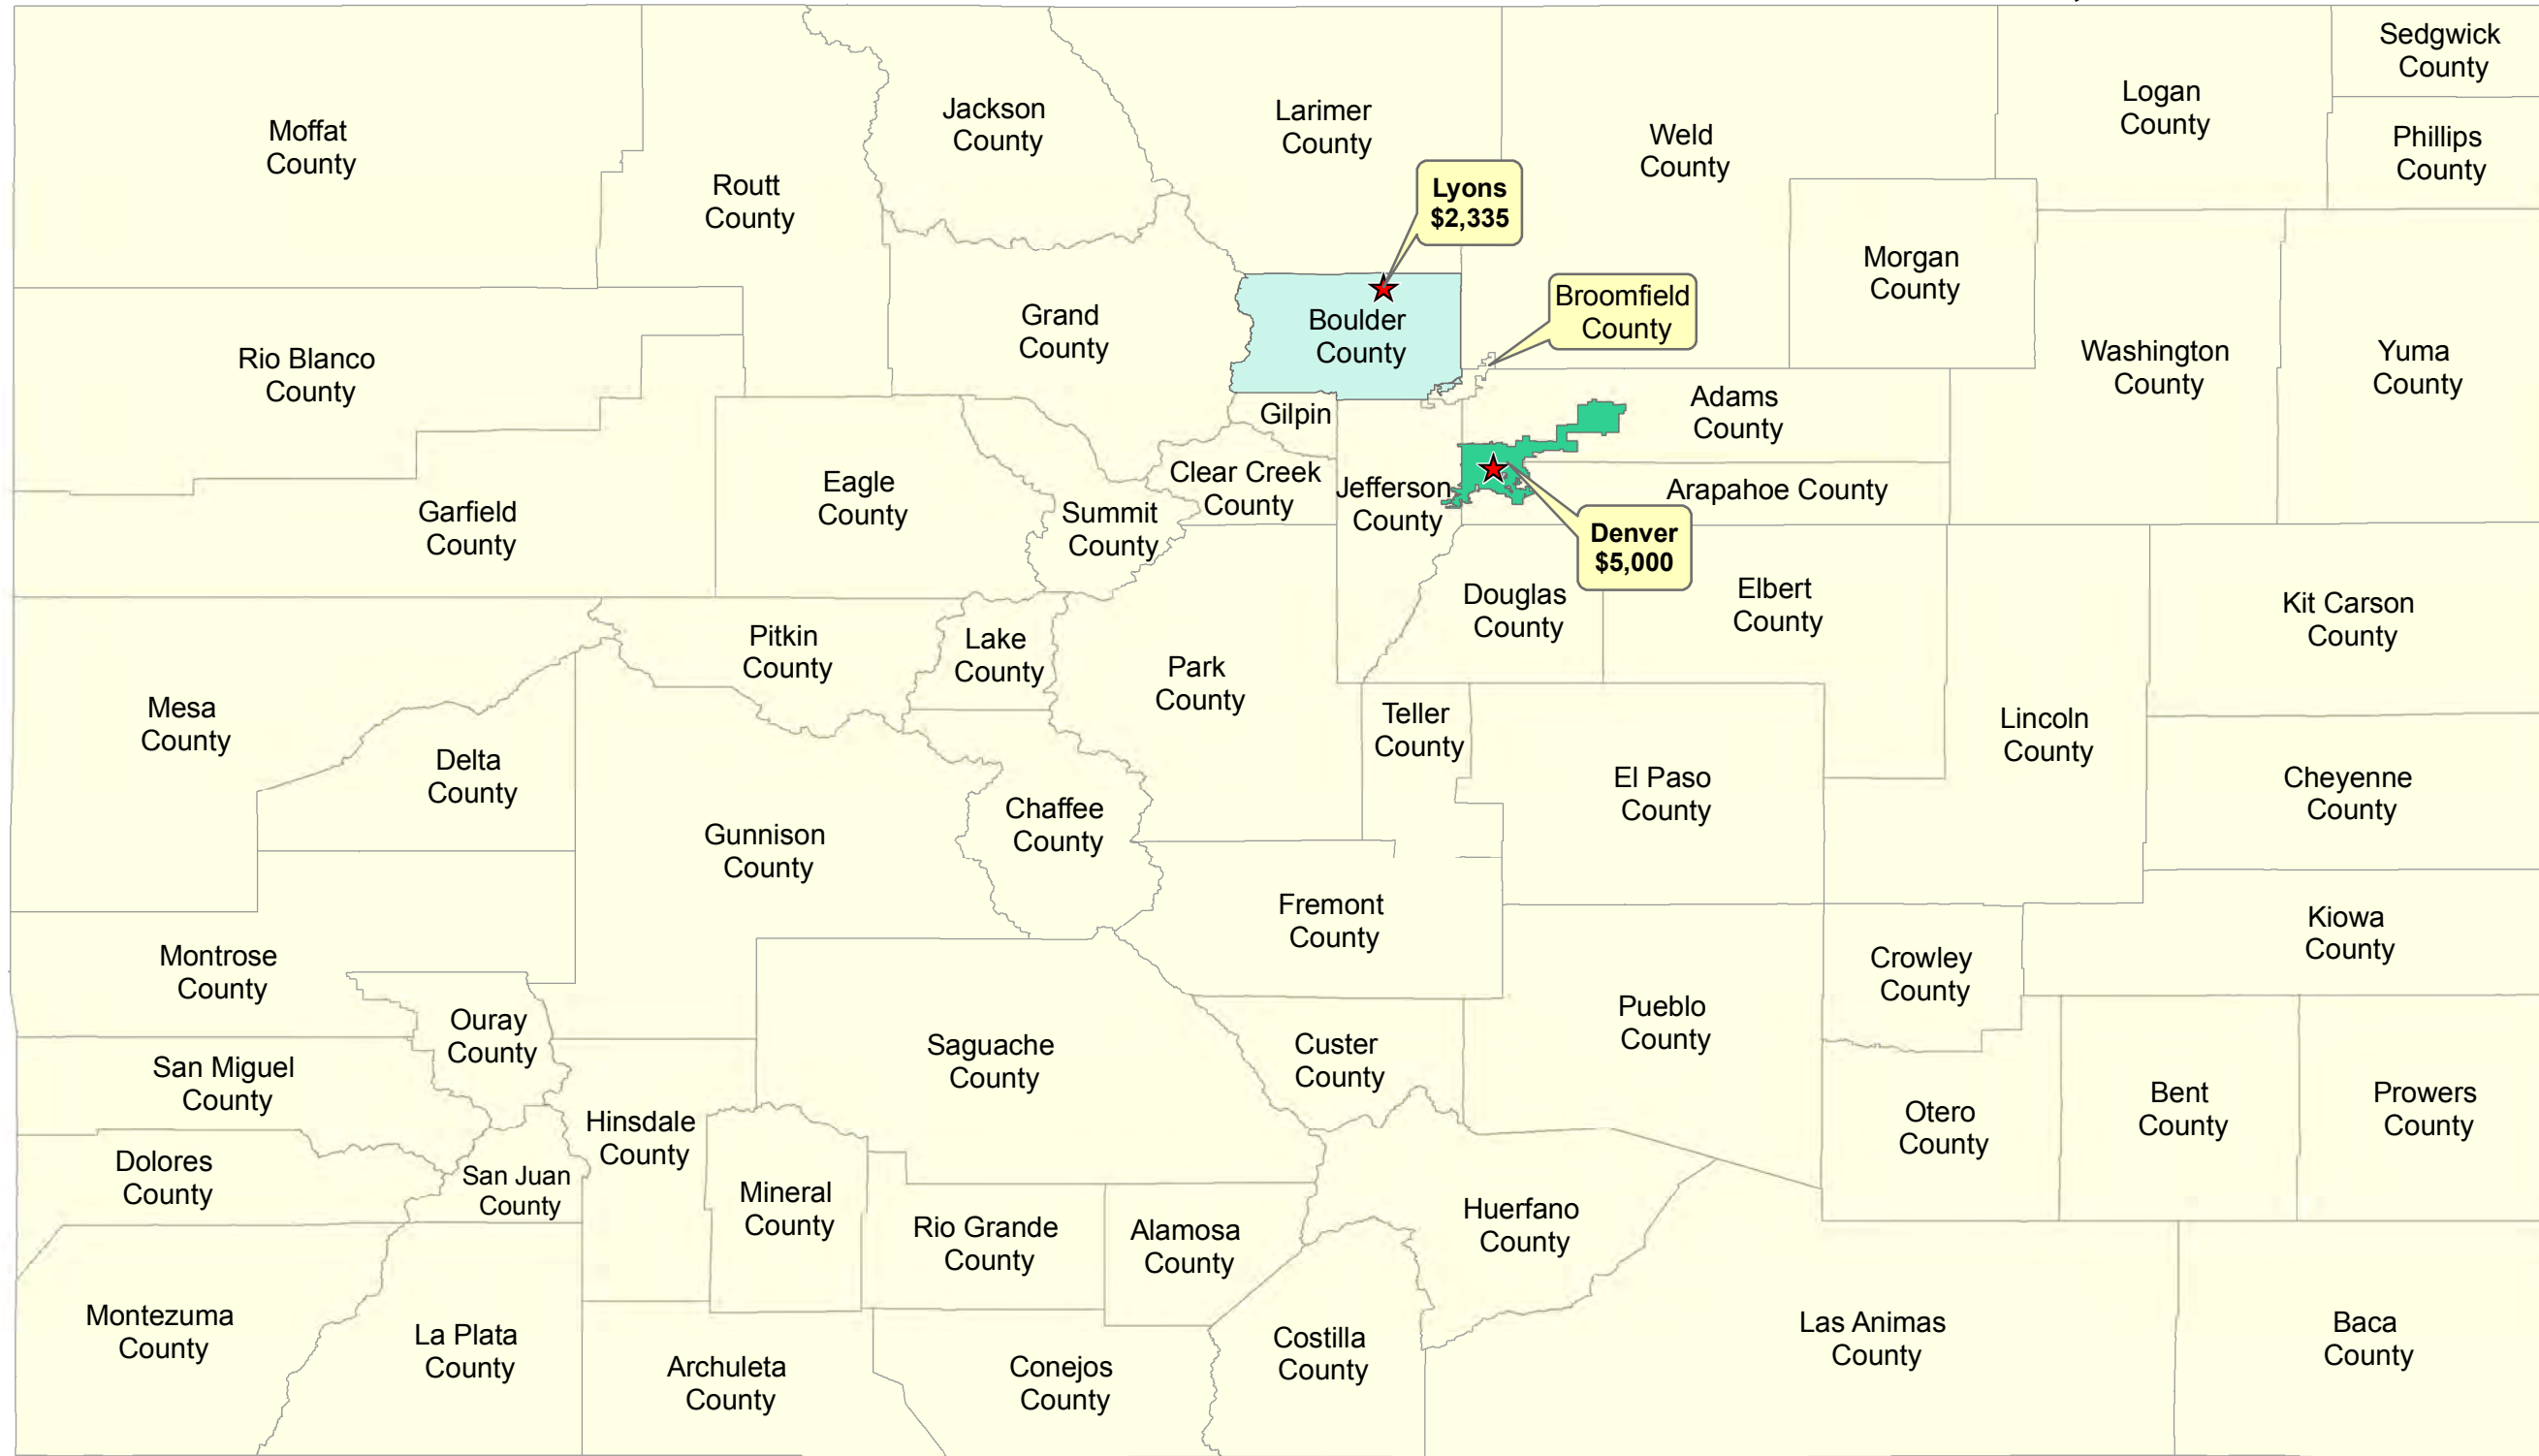 Sedgwick
County
Moffat
County
Routt
County
Jackson
County
Larimer
County
Weld
County
Logan
County
Phillips
County
Lyons
$2,335
Morgan
County
Broomfield
County
Grand
County
Boulder
County
Rio Blanco
County
Washington
County
Yuma
County
Gilpin
Adams
County
Clear Creek
County
Jefferson
County
Arapahoe County
Eagle
County
Garfield
County
Summit
County
Denver
$5,000
Douglas
County
Elbert
County
Kit Carson
County
Pitkin
County
Lake
County
Park
County
Mesa
County
Teller
County
Lincoln
County
Delta
County
El Paso
County
Cheyenne
County
Gunnison
County
Chaffee
County
Fremont
County
Kiowa
County
Montrose
County
Crowley
County
Ouray
County
Pueblo
County
Saguache
County
Custer
County
San Miguel
County
Hinsdale
County
Otero
County
Bent
County
Prowers
County
Dolores
County
San Juan
County
Mineral
County
Rio Grande
County
Alamosa
County
Huerfano
County
Montezuma
County
La Plata
County
Archuleta
County
Conejos
County
Costilla
County
Las Animas
County
Baca
County